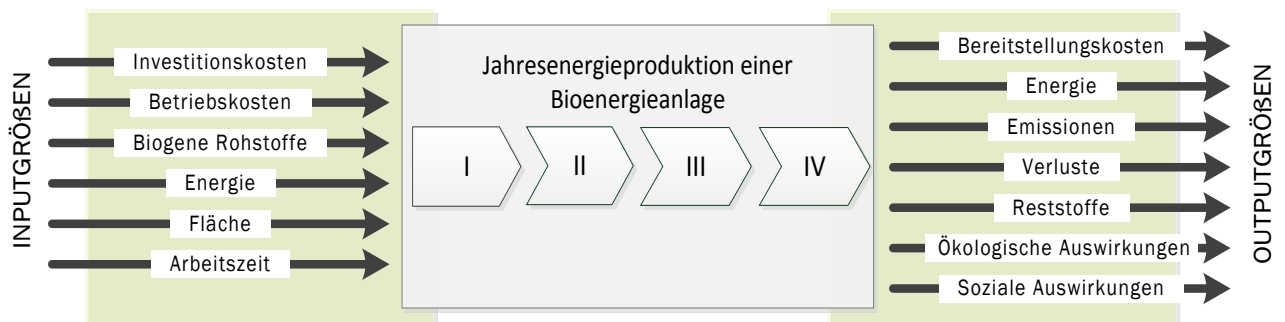 INPUTGRÖßEN
Investitionskosten
Betriebskosten
Biogene Rohstoffe
Energie
Fläche
Arbeitszeit
Jahresenergieproduktion einer
Bioenergieanlage
I
II
III
IV
Bereitstellungskosten
Energie
Emissionen
Verluste
Reststoffe
Ökologische Auswirkungen
Soziale Auswirkungen
OUTPUTGRÖßEN